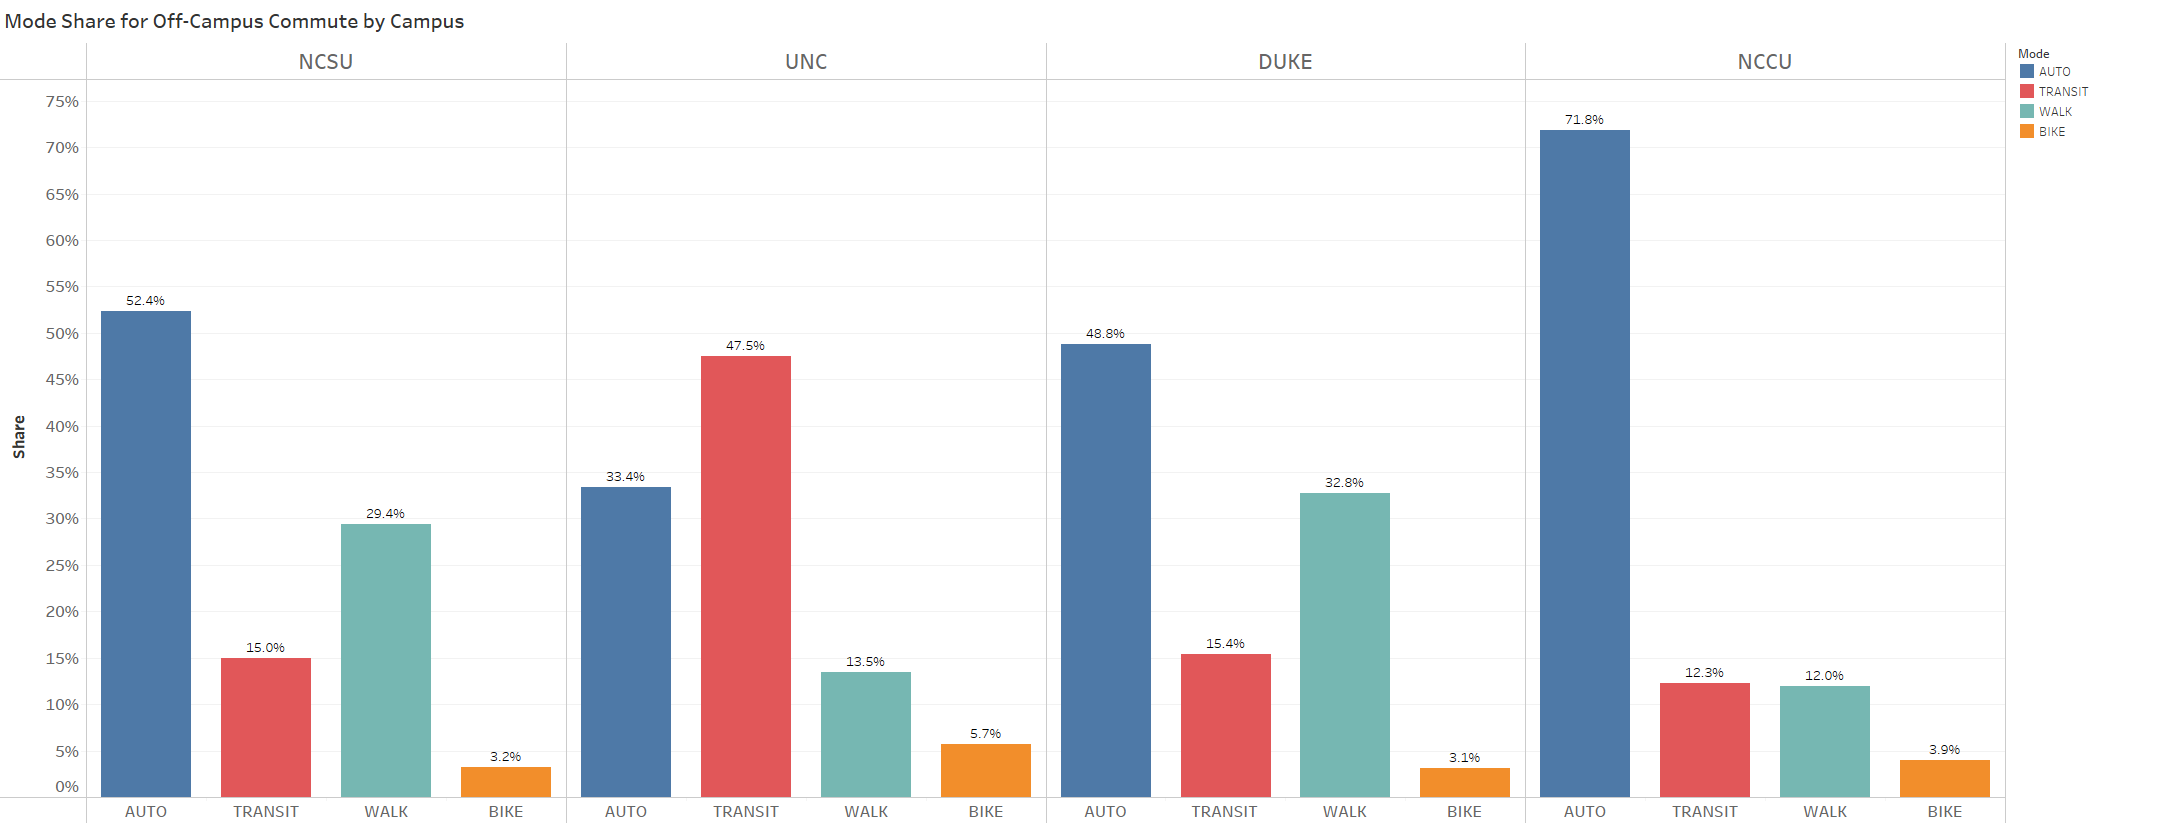 Mode Share for Off-Campus Commute by Campus
NCSU UNC DUKE NCCU
Mode
AUTO
TRANSIT
WALK
BIKE
Share
75%
70%
65%
60%
55%
50%
45%
40%
35%
30%
25%
20%
15%
10%
5%
0%
52.4% 15.0% 29.4% 3.2%
33.4% 47.5% 13.5% 5.7%
48.8% 15.4% 32.8% 3.1%
71.8% 12.3% 12.0% 3.9%
AUTO TRANSIT WALK BIKE AUTO TRANSIT WALK BIKE AUTO TRANSIT WALK BIKE AUTO TRANSIT WALK BIKE